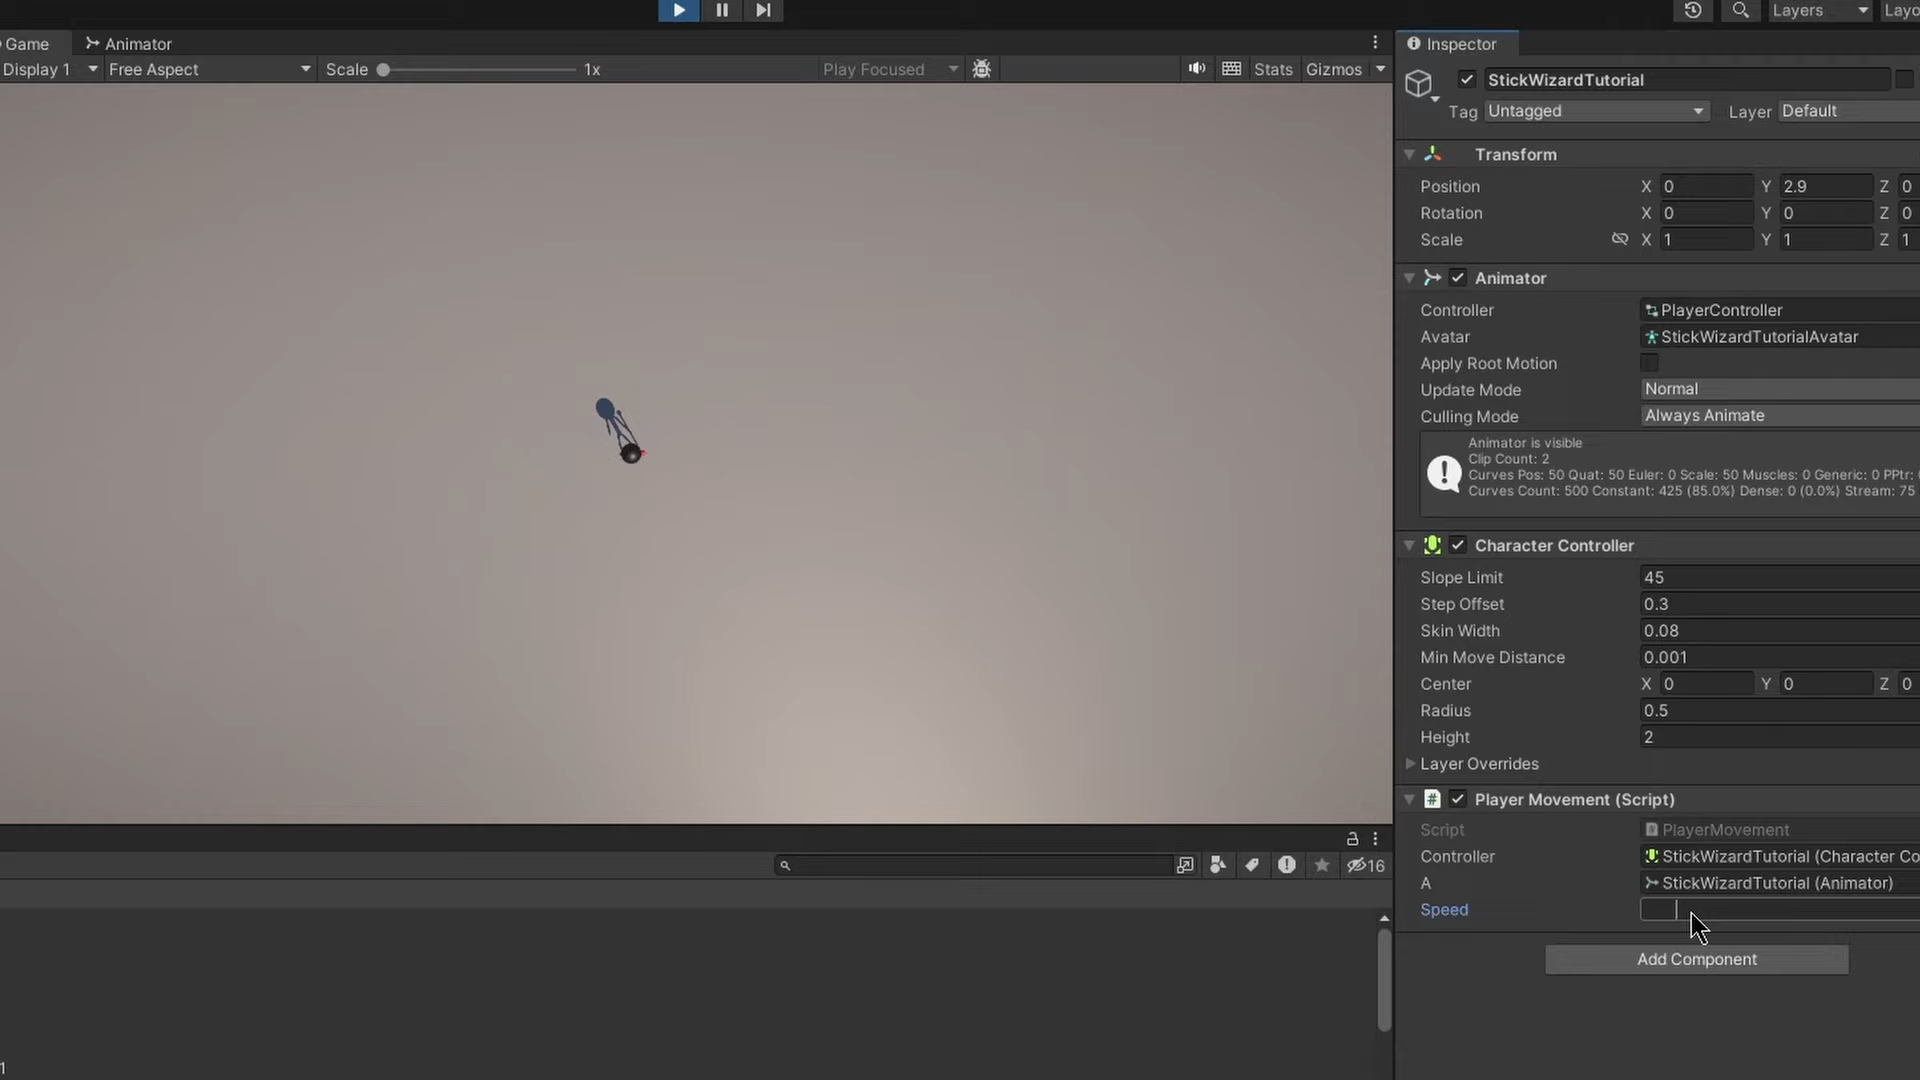 Layers
Layo
Game
Animator
Inspector
Display 1
Free Aspect
Scale
1x
Play Focused
Stats
Gizmos
StickWizardTutorial
Tag
Untagged
Layer
Default
Transform
Position X 0 Y 2.9 Z 0
Rotation X 0 Y 0 Z 0
Scale X 1 Y 1 Z 1
Animator
Controller PlayerController
Avatar StickWizardTutorialAvatar
Apply Root Motion
Update Mode Normal
Culling Mode Always Animate
Animator is visible
Clip Count: 2
Curves Pos: 50 Quat: 50 Euler: 0 Scale: 50 Muscles: 0 Generic: 0 PPtr:
Curves Count: 500 Constant: 425 (85.0%) Dense: 0 (0.0%) Stream: 75
Character Controller
Slope Limit 45
Step Offset 0.3
Skin Width 0.08
Min Move Distance 0.001
Center X 0 Y 0 Z 0
Radius 0.5
Height 2
Layer Overrides
# Player Movement (Script)
Script PlayerMovement
Controller StickWizardTutorial (Character Co
A StickWizardTutorial (Animator)
Speed
Add Component
16
1